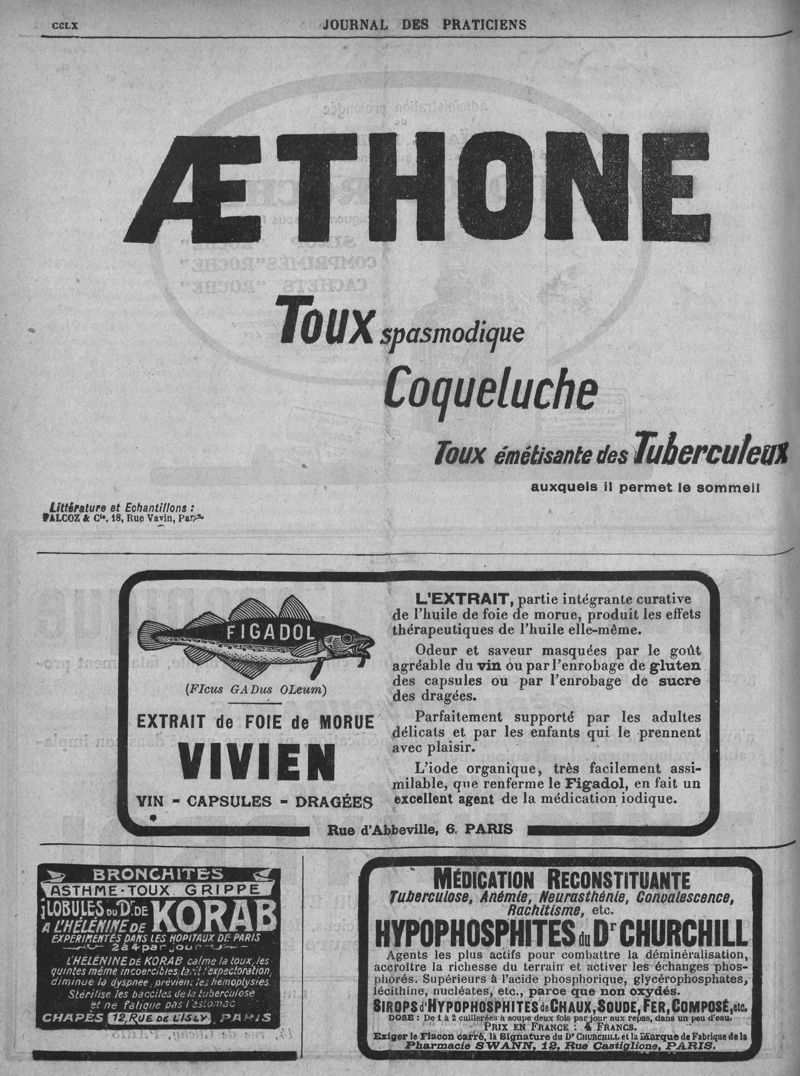 CCLX
JOURNAL DES PRATICIENS
ÆTHONE
Toux spasmodique
Coqueluche
Toux émétisante des Tuberculeux
auxquels il permet le sommeil
Littérature et Echantillons :
FALCOZ & Cie, 18, Rue Vavin, Paris
FIGADOL
(FIcus GADus OLeum)
EXTRAIT de FOIE de MORUE
VIVIEN
VIN - CAPSULES - DRAGÉES
L'EXTRAIT, partie intégrante curative
de l'huile de foie de morue, produit les effets
thérapeutiques de l'huile elle-même.
Odeur et saveur masquées par le goût
agréable du vin ou par l'enrobage de gluten
des capsules ou par l'enrobage de sucre
des dragées.
Parfaitement supporté par les adultes
délicats et par les enfants qui le prennent
avec plaisir.
L'iode organique, très facilement assi-
milable, que renferme le Figadol, en fait un
excellent agent de la médication iodique.
Rue d'Abbeville, 6, PARIS
BRONCHITES
ASTHME - TOUX GRIPPE
GLOBULES DU Dr. DE
KORAB
A L'HÉLÉNINE DE
EXPERIMENTÉS DANS LES HOPITAUX DE PARIS
2 à 4 par jour
L'HÉLÉNINE DE KORAB calme la toux, les
quintes même incoercibles, tarit l'expectoration,
diminue la dyspnée, prévient les hémoptysies.
Stérilise les bacilles de la tuberculose
et ne fatigue pas l'estomac
CHAPÈS 12, RUE DE L'ISLY, PARIS
MÉDICATION RECONSTITUANTE
Tuberculose, Anémie, Neurasthénie, Convalescence,
Rachitisme, etc.
HYPOPHOSPHITES du Dr CHURCHILL
Agents les plus actifs pour combattre la déminéralisation,
accroître la richesse du terrain et activer les échanges phos-
phorés. Supérieurs à l'acide phosphorique, glycérophosphates,
lécithine, nucléates, etc., parce que non oxydés.
SIROPS d'HYPOPHOSPHITES de CHAUX, SOUDE, FER, COMPOSÉ, etc.
DOSE : De 1 à 2 cuillerées à soupe deux fois par jour aux repas, dans un peu d'eau.
PRIX EN FRANCE : 4 FRANCS.
Exiger le Flacon carré, la Signature du Dr CHURCHILL et la Marque de Fabrique de la
Pharmacie SWANN, 12, Rue Castiglione, PARIS.